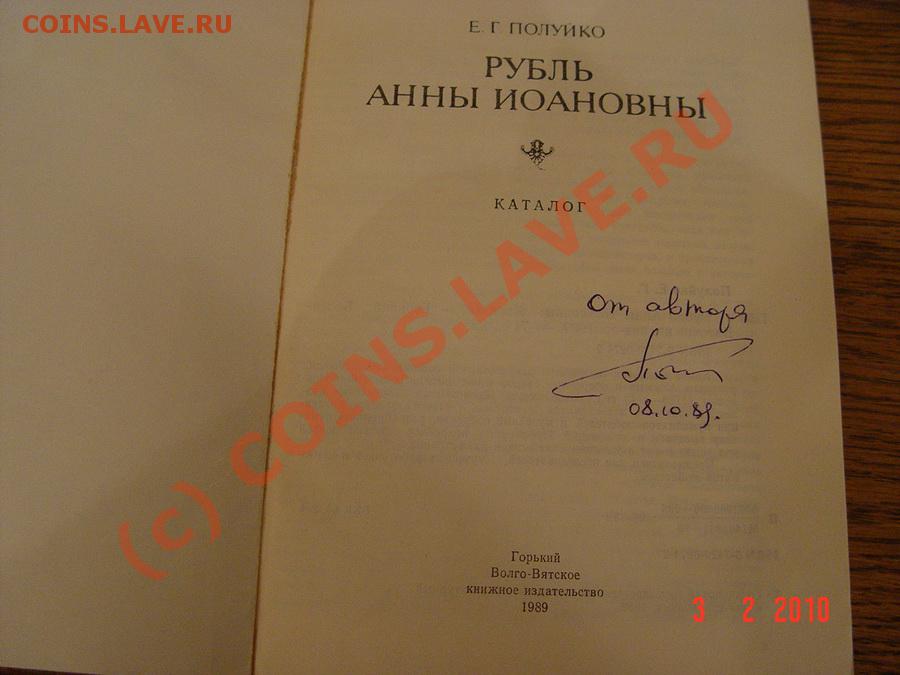 COINS.LAVE.RU
Е. Г. ПОЛУЙКО
РУБЛЬ
АННЫ ИОАНОВНЫ
КАТАЛОГ
(c) COINS.LAVE.RU
От автора
08.10.89.
Горький
Волго-Вятское
книжное издательство
1989
3 2 2010